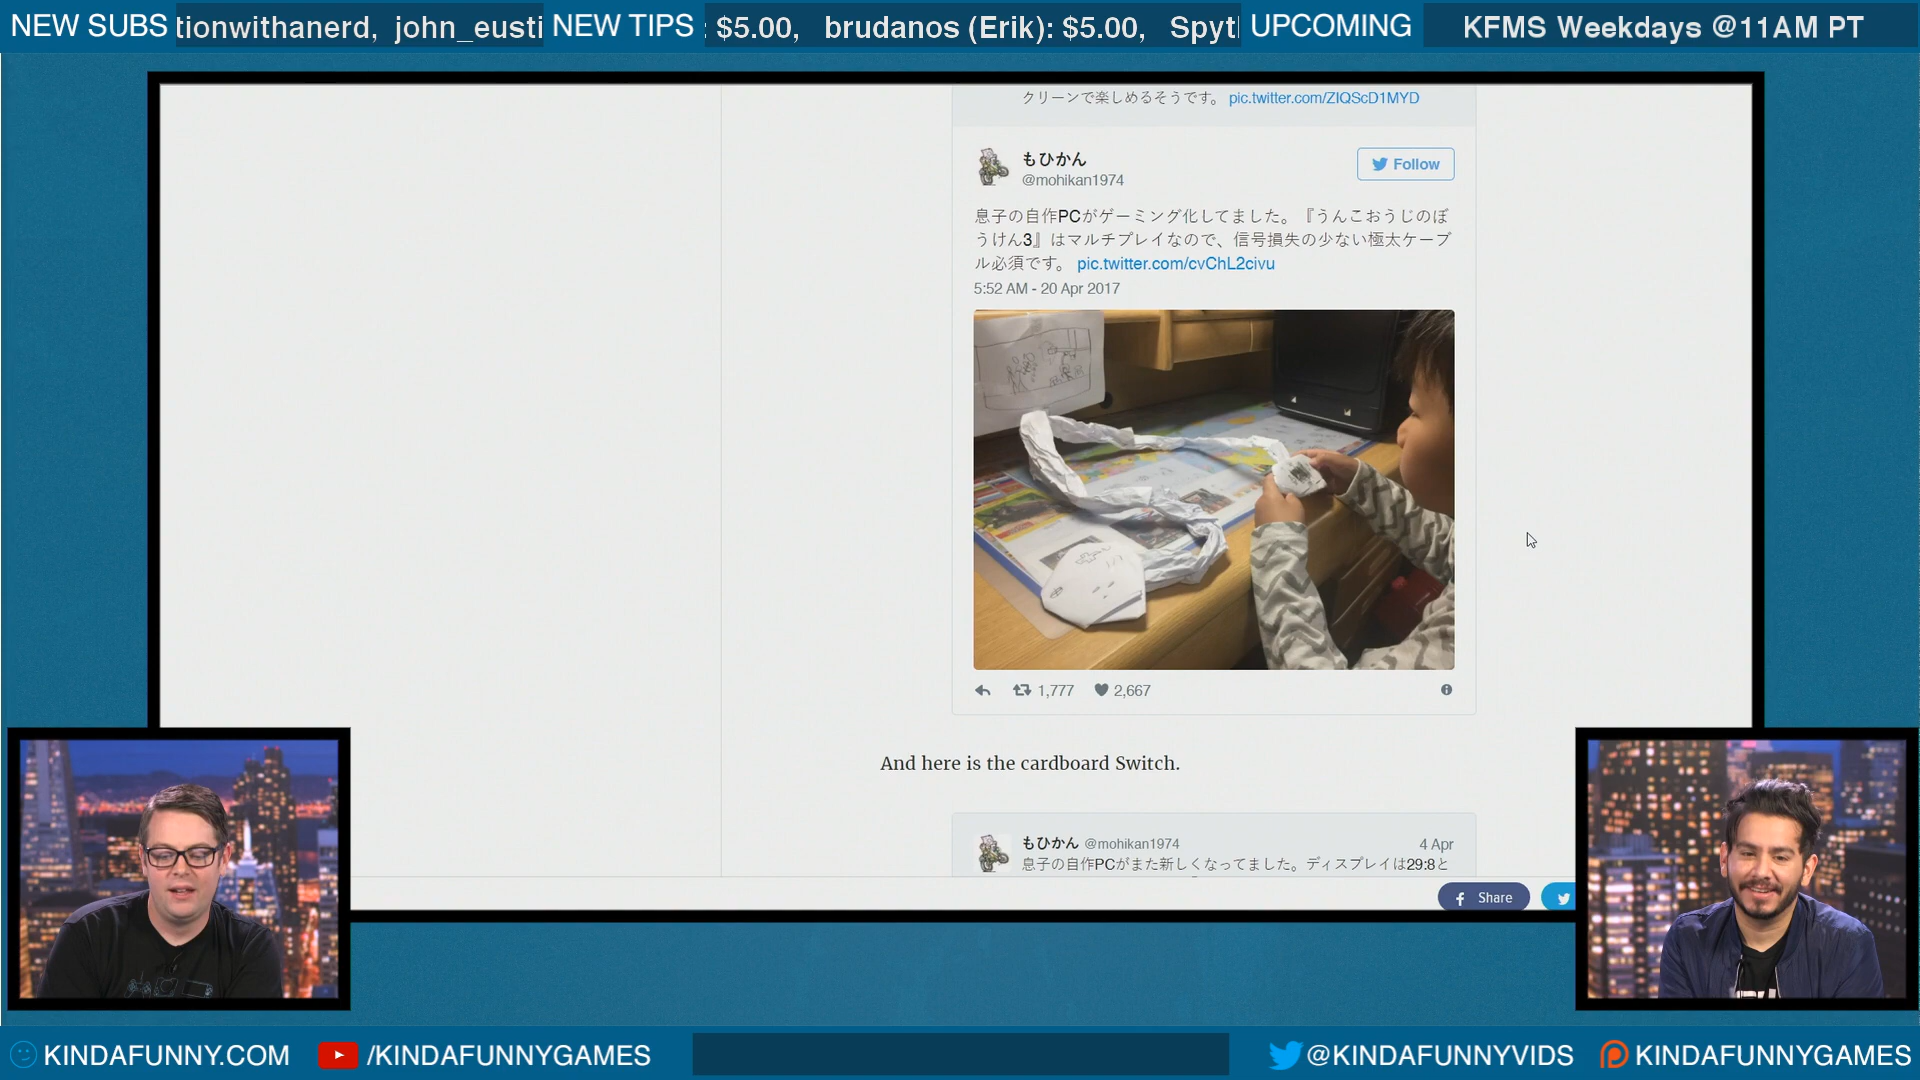 NEW SUBS tionwithanerd, john_eusti NEW TIPS : $5.00, brudanos (Erik): $5.00, Spyt UPCOMING KFMS Weekdays @11AM PT
クリーンで楽しめるそうです。 pic.twitter.com/ZIQScD1MYD
もひかん
@mohikan1974
Follow
息子の自作PCがゲーミング化してました。『うんこおうじのぼ
うけん3』はマルチプレイなので、信号損失の少ない極太ケーブ
ル必須です。 pic.twitter.com/cvChL2civu
5:52 AM - 20 Apr 2017
1,777 2,667
And here is the cardboard Switch.
もひかん @mohikan1974 4 Apr
息子の自作PCがまた新しくなってました。ディスプレイは29:8と
Share
KINDAFUNNY.COM /KINDAFUNNYGAMES @KINDAFUNNYVIDS KINDAFUNNYGAMES